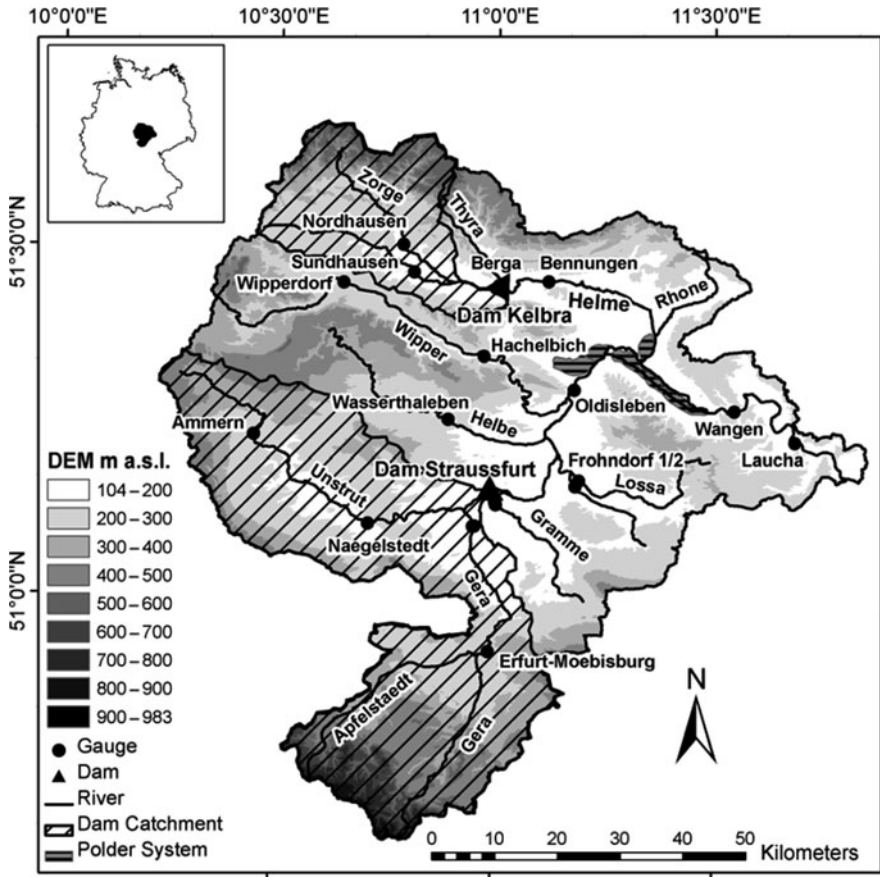 10°0'0"E 10°30'0"E 11°0'0"E 11°30'0"E
51°30'0"N
51°0'0"N
Zorge
Thyra
Nordhausen
Sundhausen
Berga
Bennungen
Wipperdorf
Dam Kelbra
Helme
Rhone
Wipper
Hachelbich
Wasserthaleben
Oldisleben
Ammern
Helbe
Wangen
Laucha
Dam Straussfurt
Frohndorf 1/2
Lossa
Unstrut
Naegelstedt
Gramme
Gera
Erfurt-Moebisburg
Apfelstaedt
Gera
DEM m a.s.l.
104–200
200–300
300–400
400–500
500–600
600–700
700–800
800–900
900–983
Gauge
Dam
River
Dam Catchment
Polder System
N
0 10 20 30 40 50
Kilometers